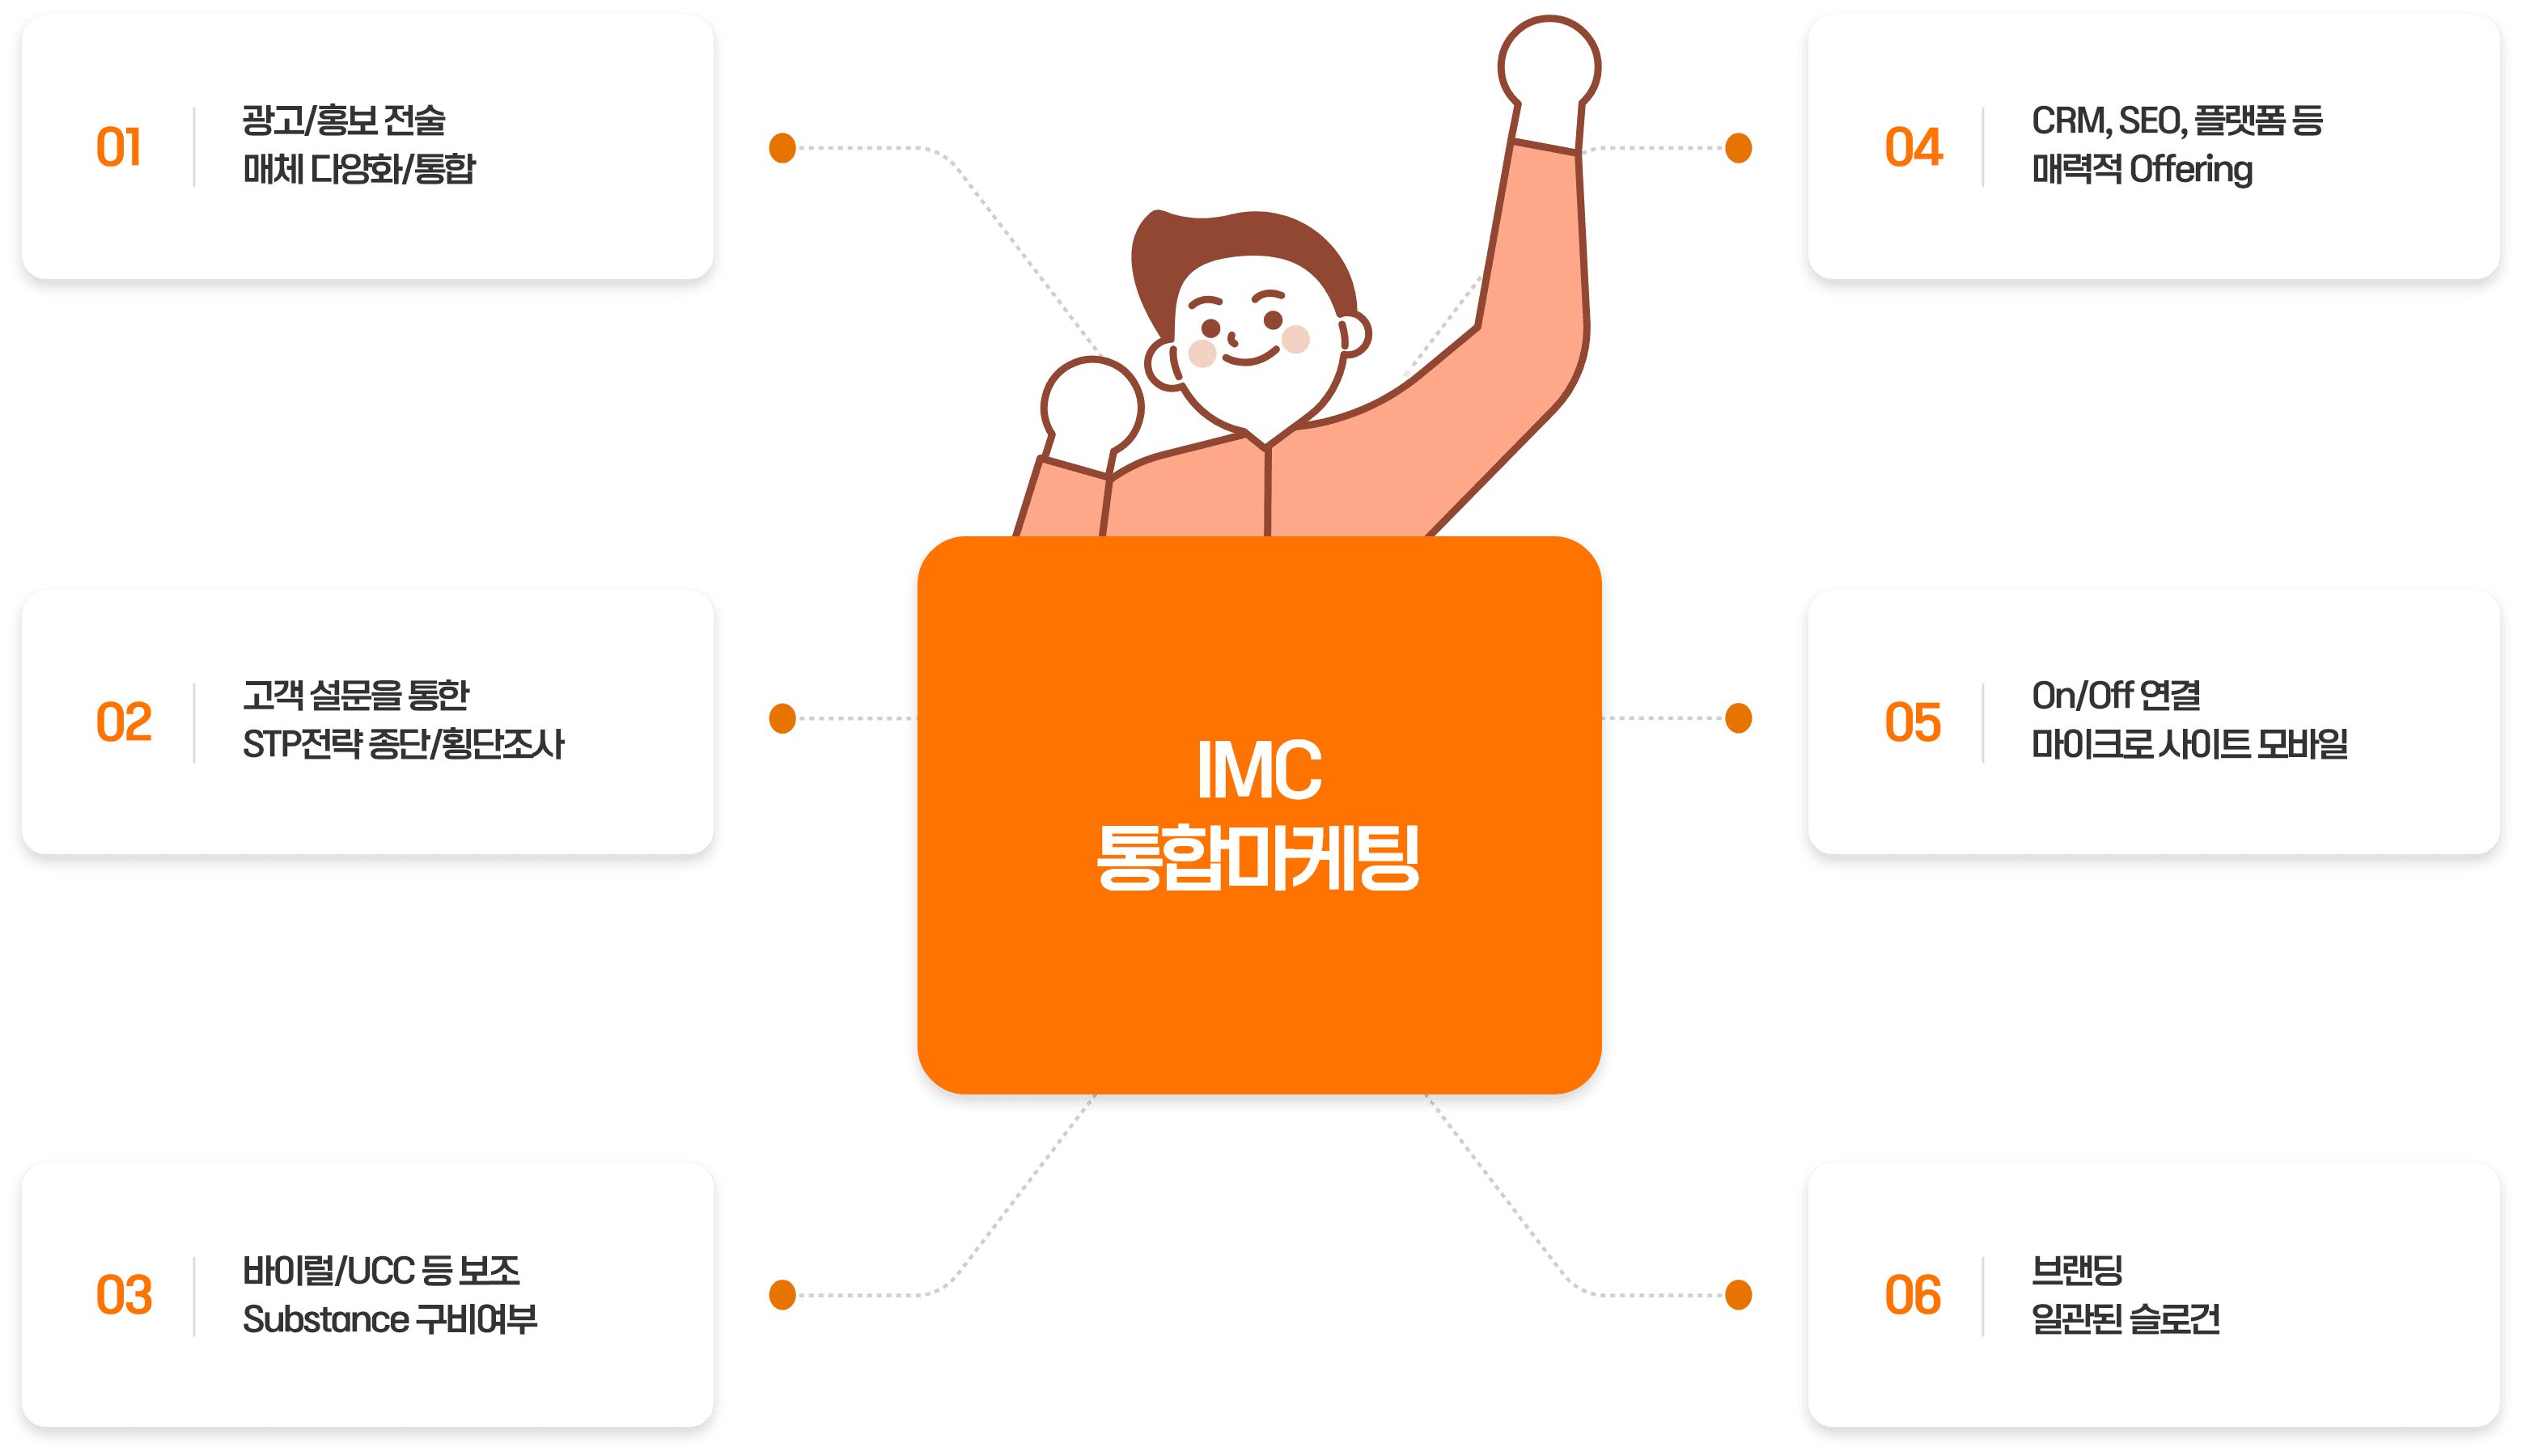 01
광고/홍보 전술
매체 다양화/통합
02
고객 설문을 통한
STP전략 종단/횡단조사
03
바이럴/UCC 등 보조
Substance 구비여부
IMC
통합마케팅
04
CRM, SEO, 플랫폼 등
매력적 Offering
05
On/Off 연결
마이크로 사이트 모바일
06
브랜딩
일관된 슬로건